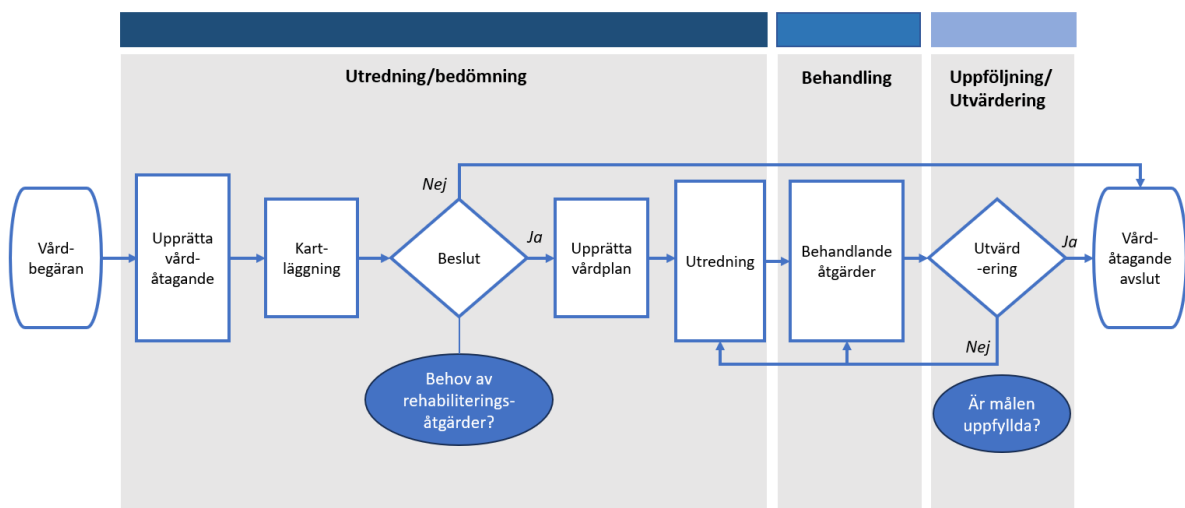 Utredning/bedömning
Behandling
Uppföljning/
Utvärdering
Vård-
begäran
Upprätta
vård-
åtagande
Kart-
läggning
Nej
Beslut
Ja
Behov av
rehabiliterings-
åtgärder?
Upprätta
vårdplan
Utredning
Behandlande
åtgärder
Utvärd
-ering
Ja
Nej
Är målen
uppfyllda?
Vård-
åtagande
avslut